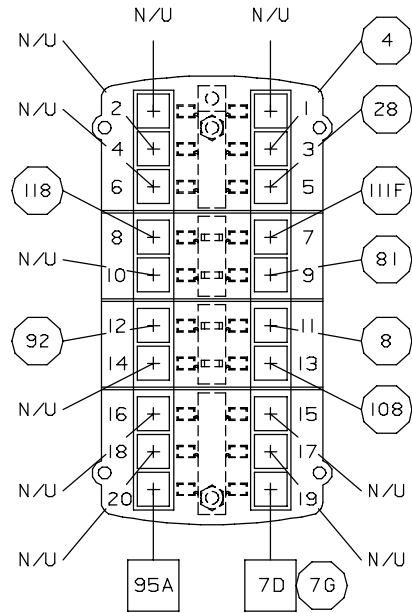 N/U N/U
N/U 4
2 1
N/U 28
4 3
6 5
118 111F
8 7
N/U 81
10 9
12 11
92 8
14 13
N/U 108
16 15
18 17
N/U N/U
20 19
N/U N/U
95A 7D 7G